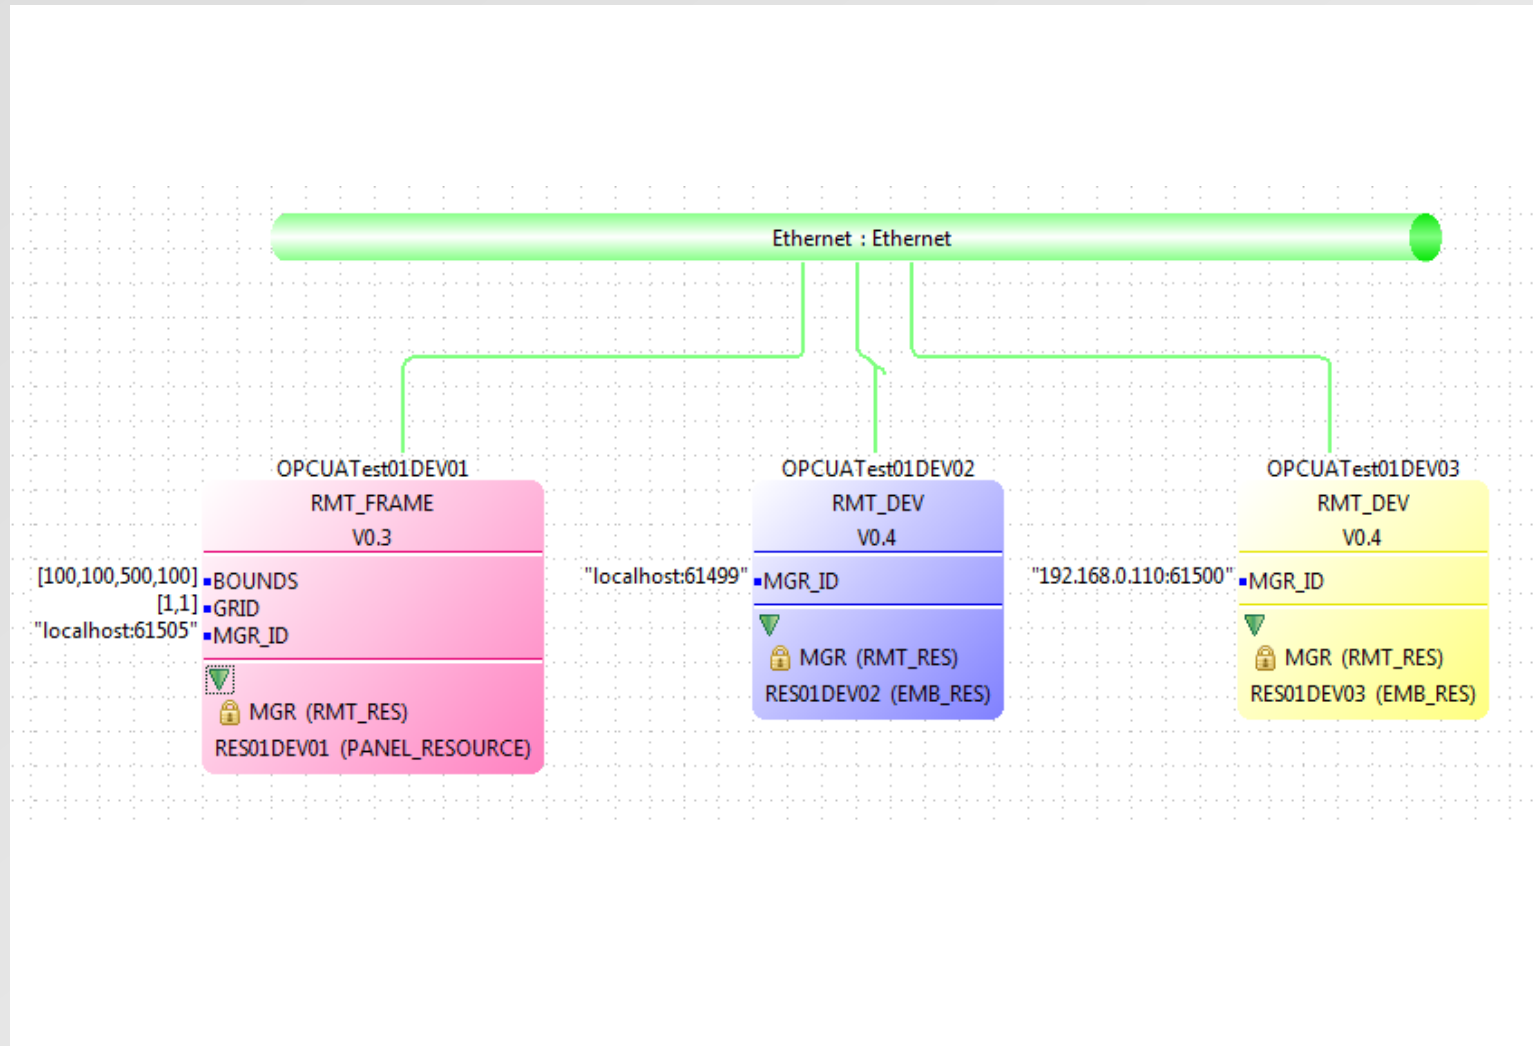 Ethernet : Ethernet
OPCUATest01DEV01
RMT_FRAME
V0.3
[100,100,500,100] BOUNDS
[1,1] GRID
"localhost:61505" MGR_ID
MGR (RMT_RES)
RES01DEV01 (PANEL_RESOURCE)
OPCUATest01DEV02
RMT_DEV
V0.4
"localhost:61499" MGR_ID
MGR (RMT_RES)
RES01DEV02 (EMB_RES)
OPCUATest01DEV03
RMT_DEV
V0.4
"192.168.0.110:61500" MGR_ID
MGR (RMT_RES)
RES01DEV03 (EMB_RES)